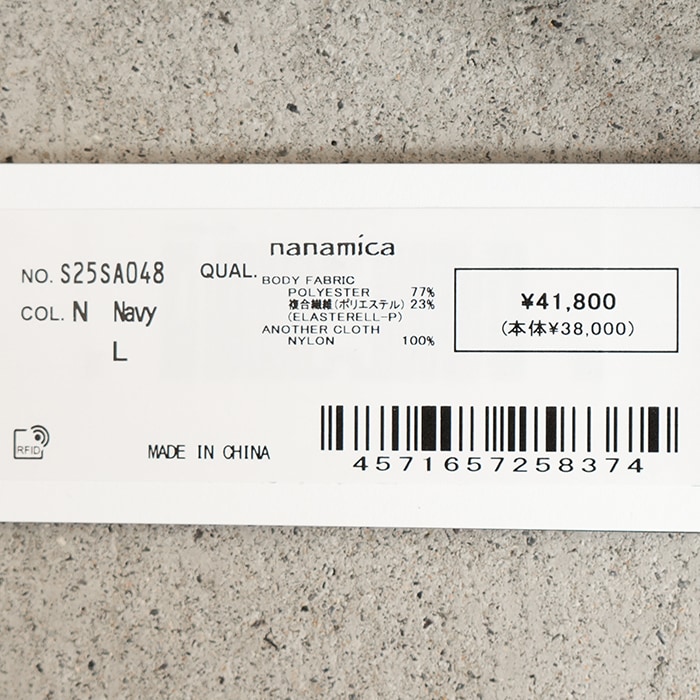 nanamica
NO. S25SA048
COL. N Navy
L
QUAL.
BODY FABRIC
POLYESTER 77%
複合繊維(ポリエステル) 23%
(ELASTERELL-P)
ANOTHER CLOTH
NYLON 100%
¥41,800
(本体¥38,000)
RFID
MADE IN CHINA
4571657258374